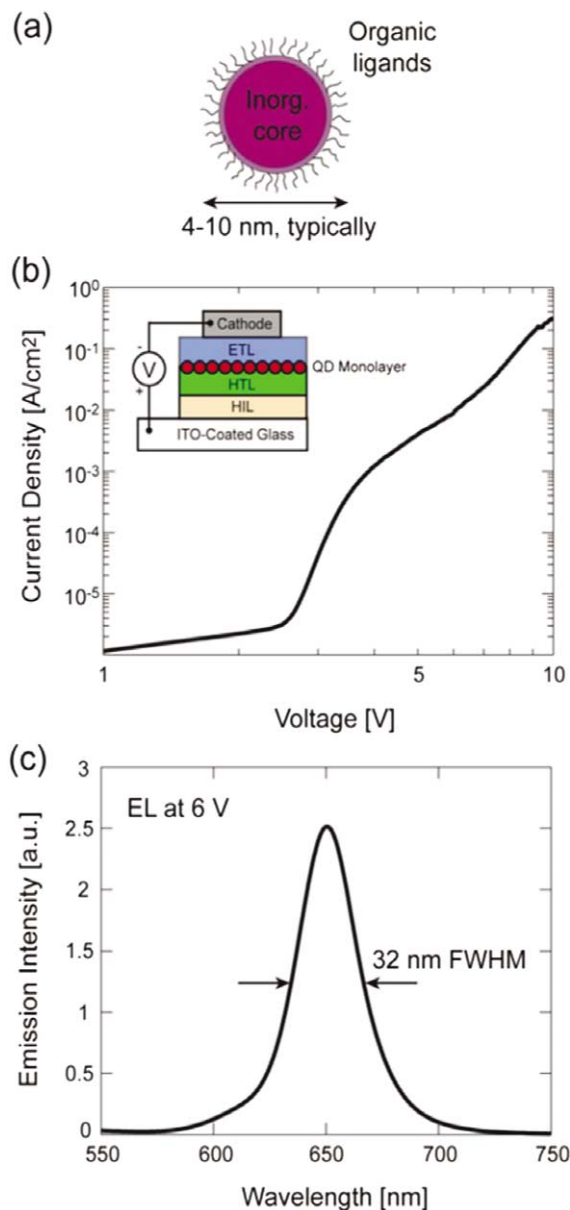 (a)
Organic
ligands
Inorg.
core
4-10 nm, typically
(b)
10⁰
10⁻¹
10⁻²
10⁻³
10⁻⁴
10⁻⁵
Current Density [A/cm²]
Cathode
ETL
QD Monolayer
HTL
HIL
ITO-Coated Glass
-
V
+
1
5
10
Voltage [V]
(c)
3
2.5
2
1.5
1
0.5
0
Emission Intensity [a.u.]
EL at 6 V
32 nm FWHM
550
600
650
700
750
Wavelength [nm]